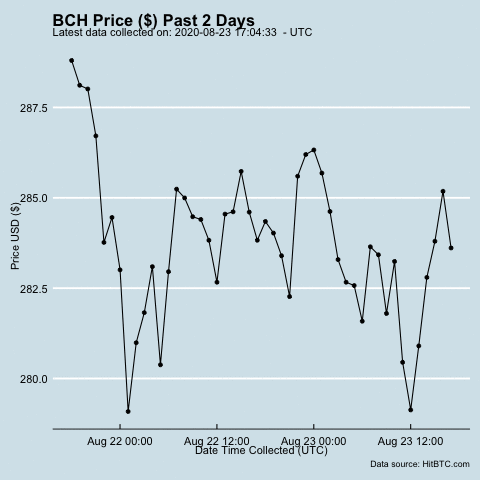 BCH Price ($) Past 2 Days
Latest data collected on: 2020-08-23 17:04:33  - UTC
Price USD ($)
287.5
285.0
282.5
280.0
Aug 22 00:00 Aug 22 12:00 Aug 23 00:00 Aug 23 12:00
Date Time Collected (UTC)
Data source: HitBTC.com